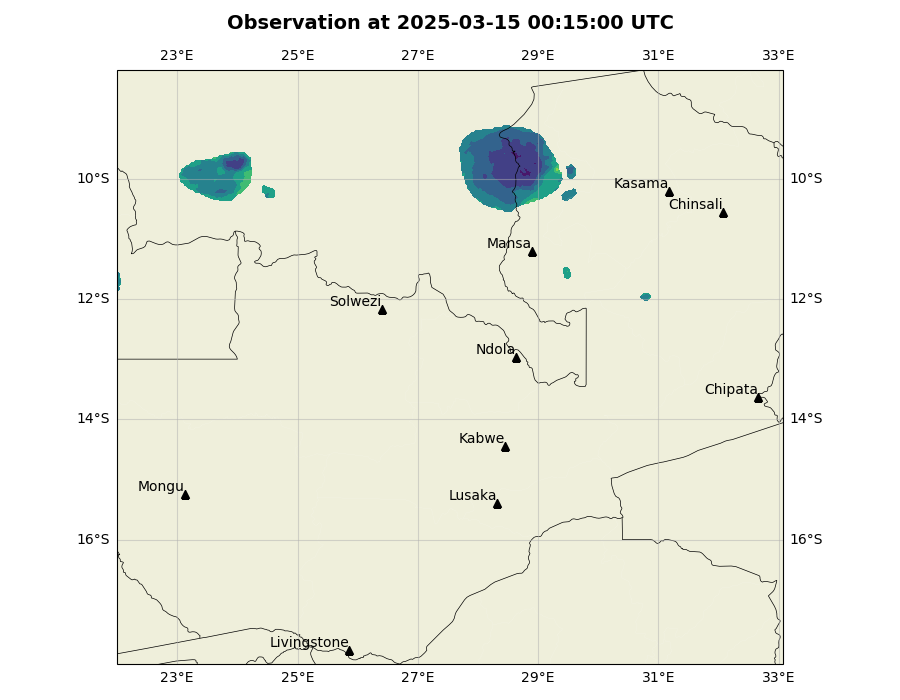 Observation at 2025-03-15 00:15:00 UTC
23°E 25°E 27°E 29°E 31°E 33°E
10°S 10°S
Kasama
Chinsali
Mansa
12°S 12°S
Solwezi
Ndola
Chipata
14°S 14°S
Kabwe
Mongu
Lusaka
16°S 16°S
Livingstone
23°E 25°E 27°E 29°E 31°E 33°E